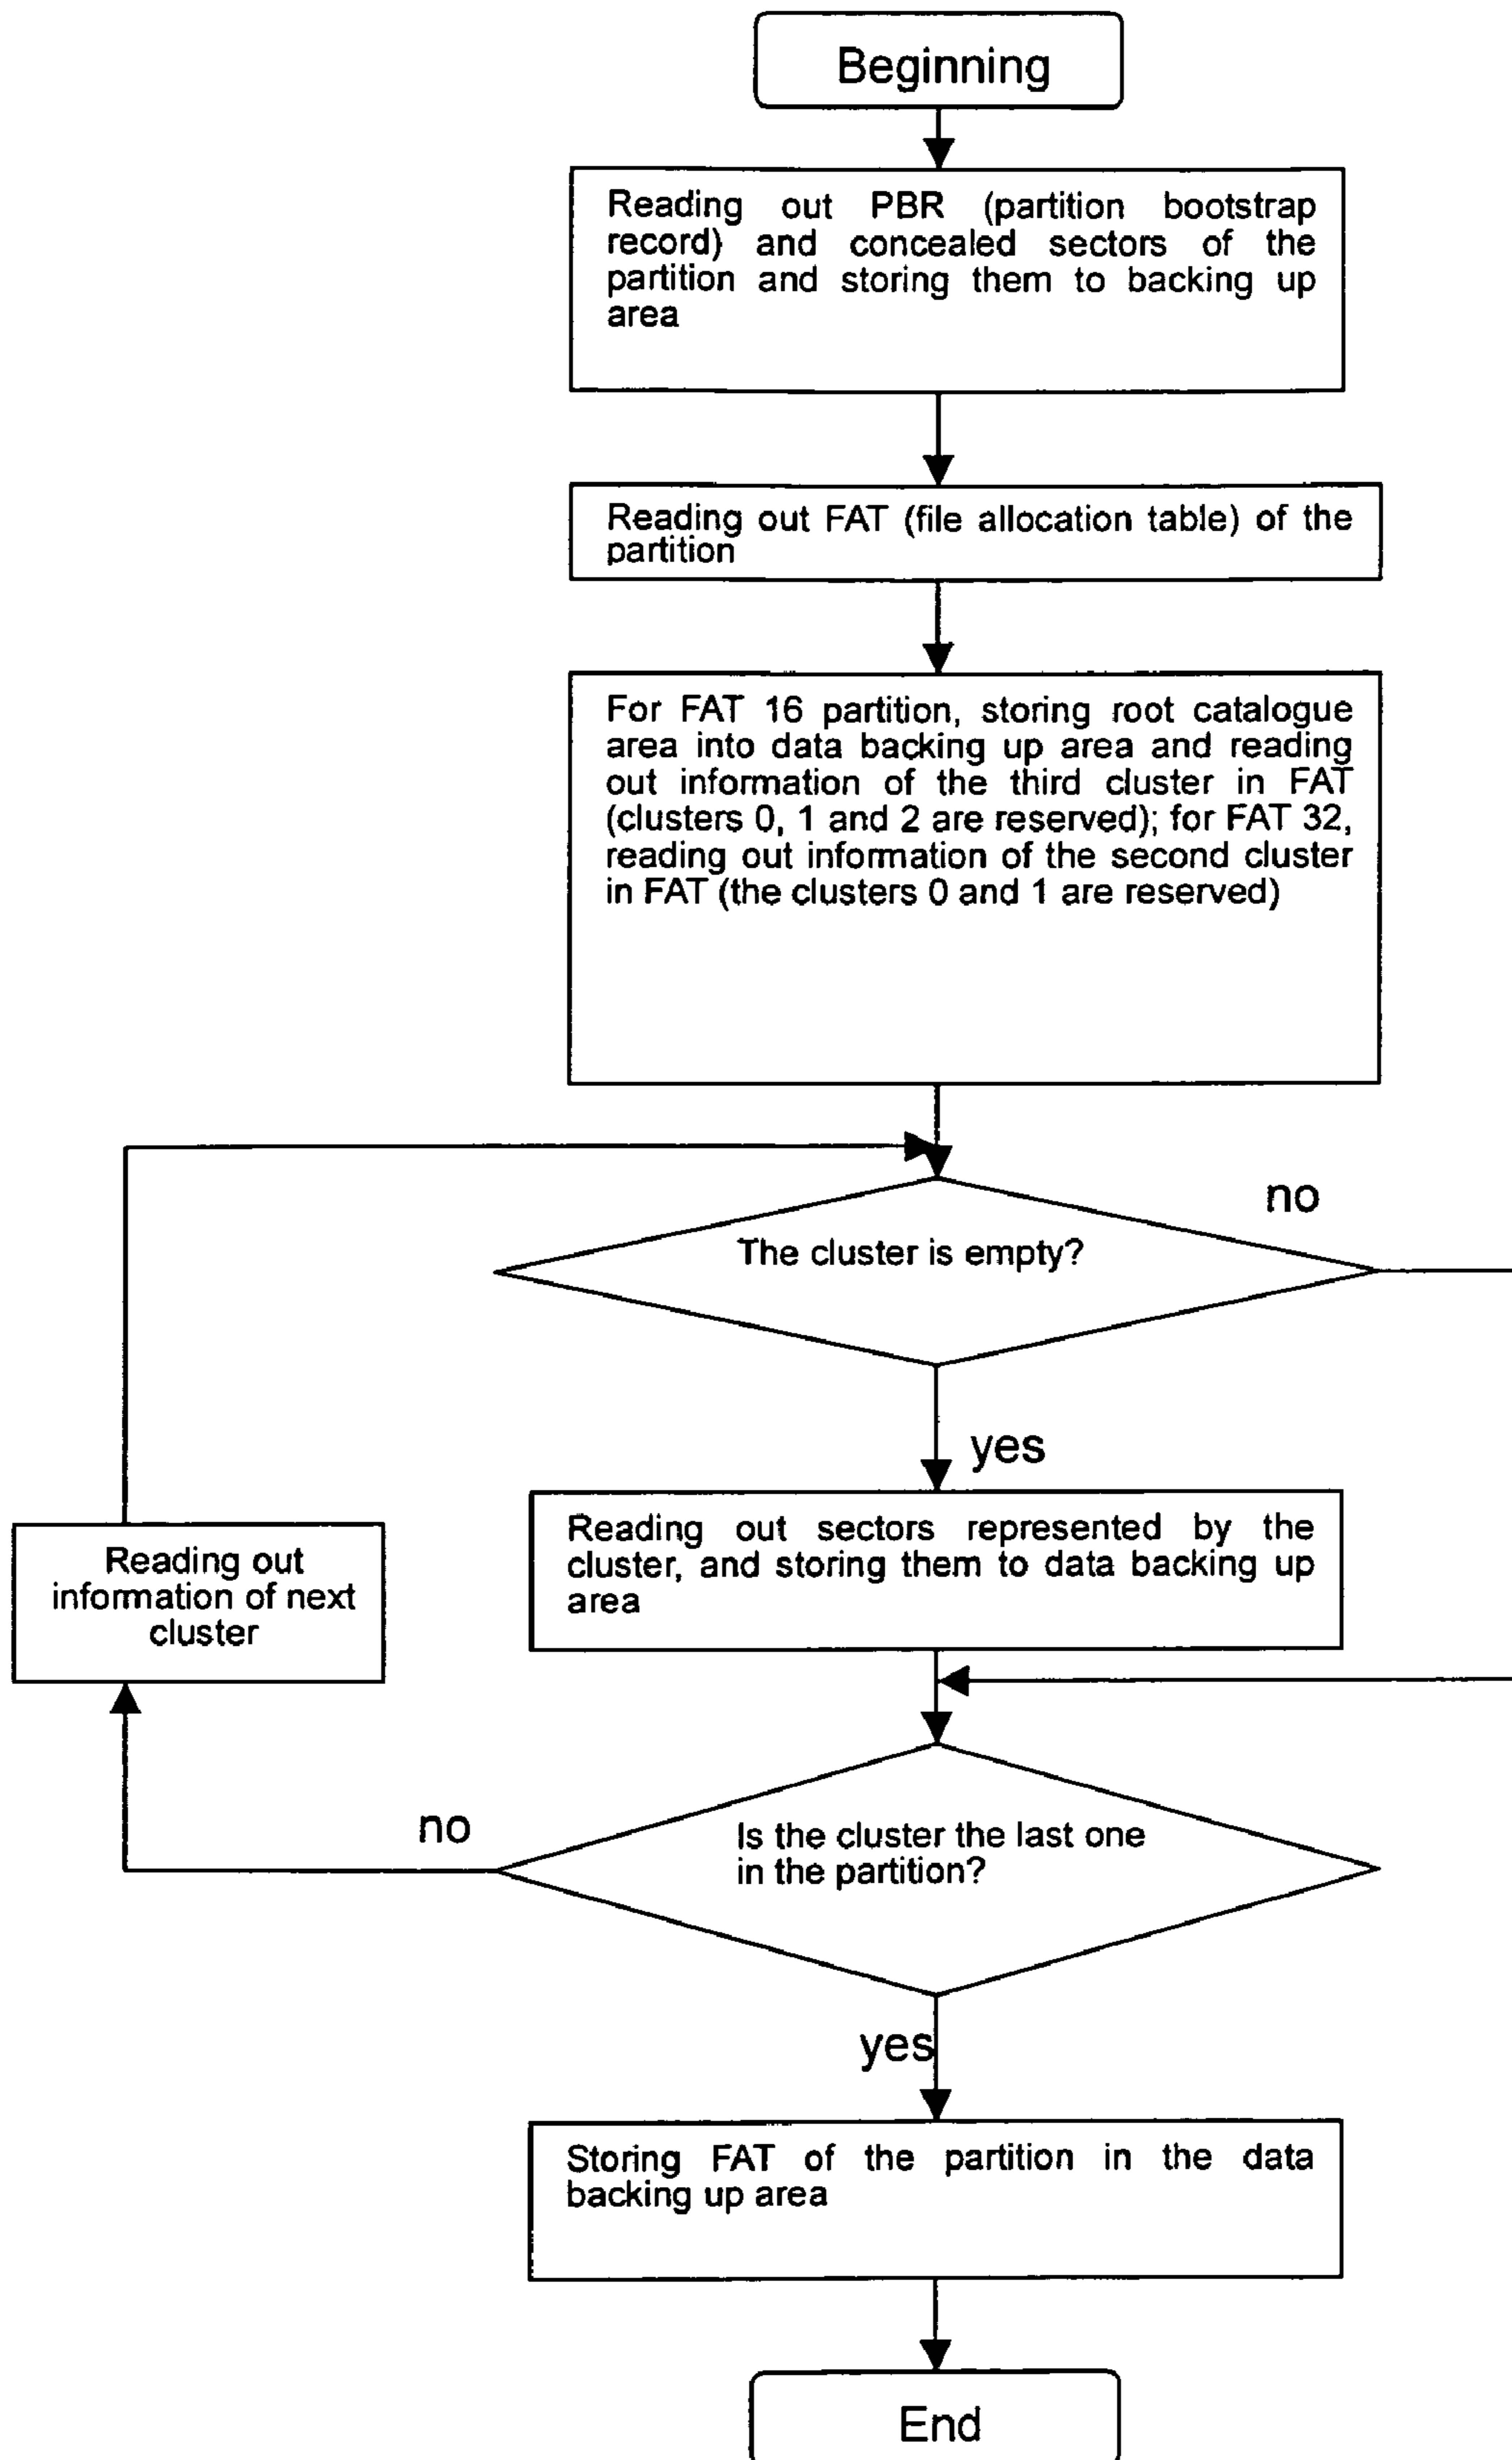 Beginning
Reading out PBR (partition bootstrap
record) and concealed sectors of the
partition and storing them to backing up
area
Reading out FAT (file allocation table) of the
partition
For FAT 16 partition, storing root catalogue
area into data backing up area and reading
out information of the third cluster in FAT
(clusters 0, 1 and 2 are reserved); for FAT 32,
reading out information of the second cluster
in FAT (the clusters 0 and 1 are reserved)
no
The cluster is empty?
yes
Reading out sectors represented by the
cluster, and storing them to data backing up
area
Reading out
information of next
cluster
no
Is the cluster the last one
in the partition?
yes
Storing FAT of the partition in the data
backing up area
End